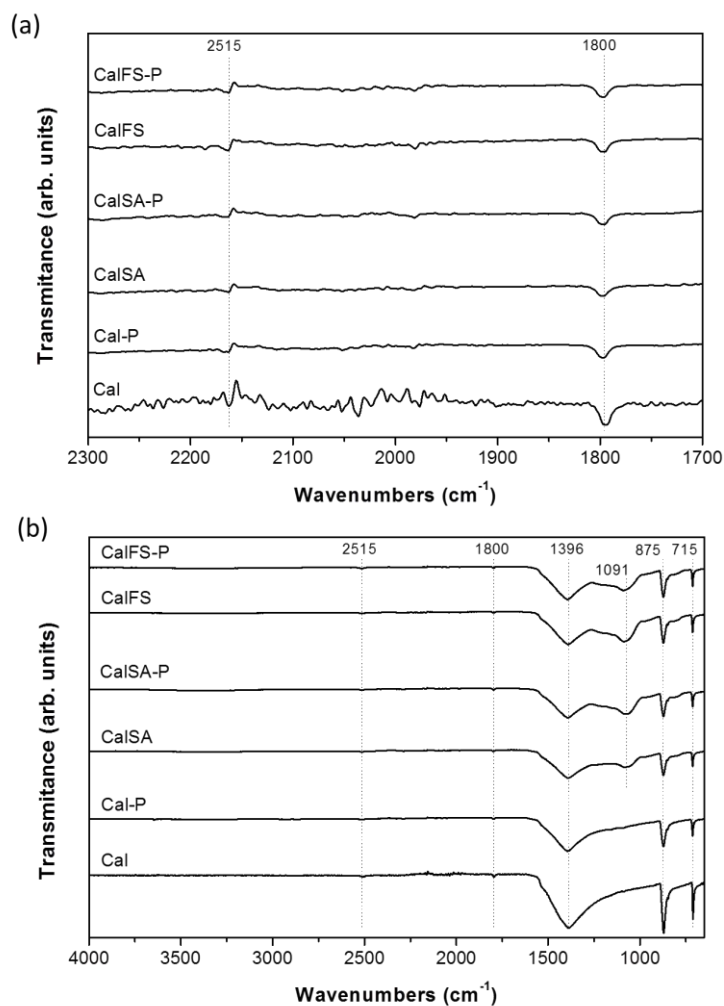 (a)
2515 1800
CalFS-P
CalFS
CalSA-P
CalSA
Cal-P
Cal
Transmitance (arb. units)
2300 2200 2100 2000 1900 1800 1700
Wavenumbers (cm⁻¹)
(b)
CalFS-P 2515 1800 1396 875 715
1091
CalFS
CalSA-P
CalSA
Cal-P
Cal
Transmitance (arb. units)
4000 3500 3000 2500 2000 1500 1000
Wavenumbers (cm⁻¹)